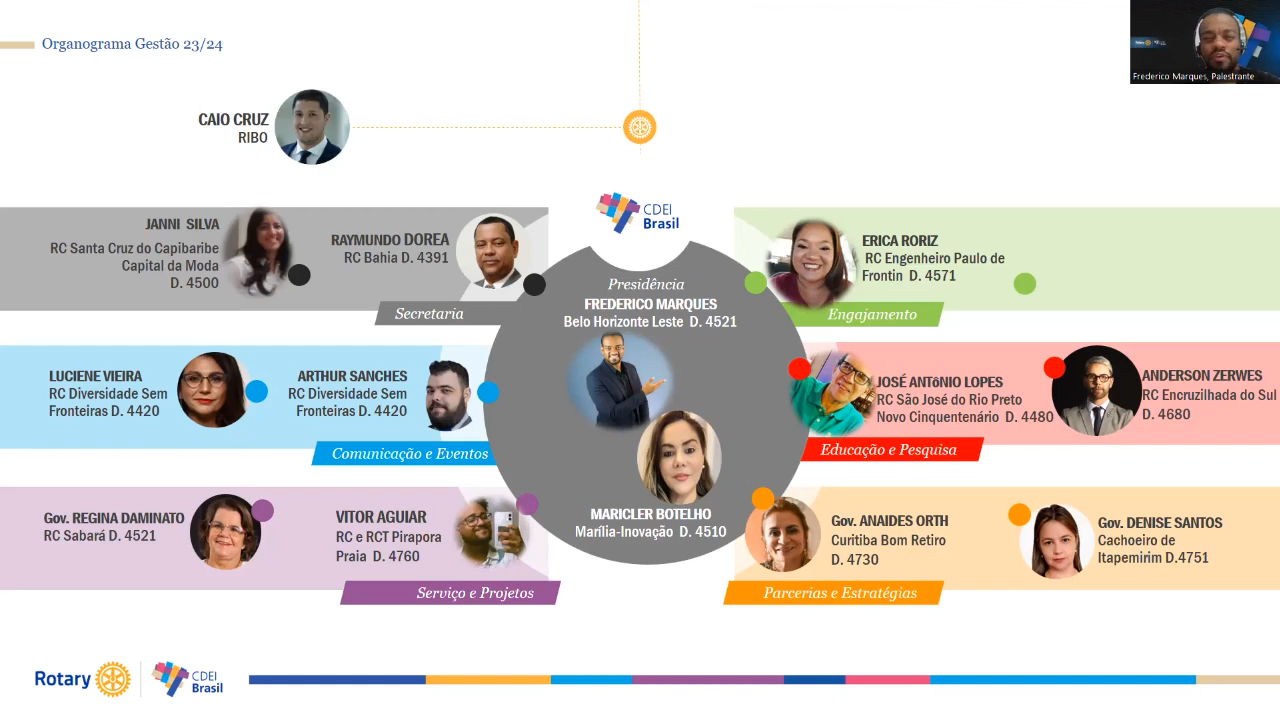 Organograma Gestão 23/24
Frederico Marques, Palestrante
CAIO CRUZ
RIBO
CDEI
Brasil
JANNI SILVA
RC Santa Cruz do Capibaribe
Capital da Moda
D. 4500
RAYMUNDO DOREA
RC Bahia D. 4391
Secretaria
Presidência
FREDERICO MARQUES
Belo Horizonte Leste D. 4521
ERICA RORIZ
RC Engenheiro Paulo de
Frontin D. 4571
Engajamento
LUCIENE VIEIRA
RC Diversidade Sem
Fronteiras D. 4420
ARTHUR SANCHES
RC Diversidade Sem
Fronteiras D. 4420
Comunicação e Eventos
JOSÉ ANTôNIO LOPES
RC São José do Rio Preto
Novo Cinquentenário D. 4480
ANDERSON ZERWES
RC Encruzilhada do Sul
D. 4680
Educação e Pesquisa
Gov. REGINA DAMINATO
RC Sabará D. 4521
VITOR AGUIAR
RC e RCT Pirapora
Praia D. 4760
Serviço e Projetos
MARICLER BOTELHO
Marília-Inovação D. 4510
Gov. ANAIDES ORTH
Curitiba Bom Retiro
D. 4730
Gov. DENISE SANTOS
Cachoeiro de
Itapemirim D.4751
Parcerias e Estratégias
Rotary
CDEI
Brasil